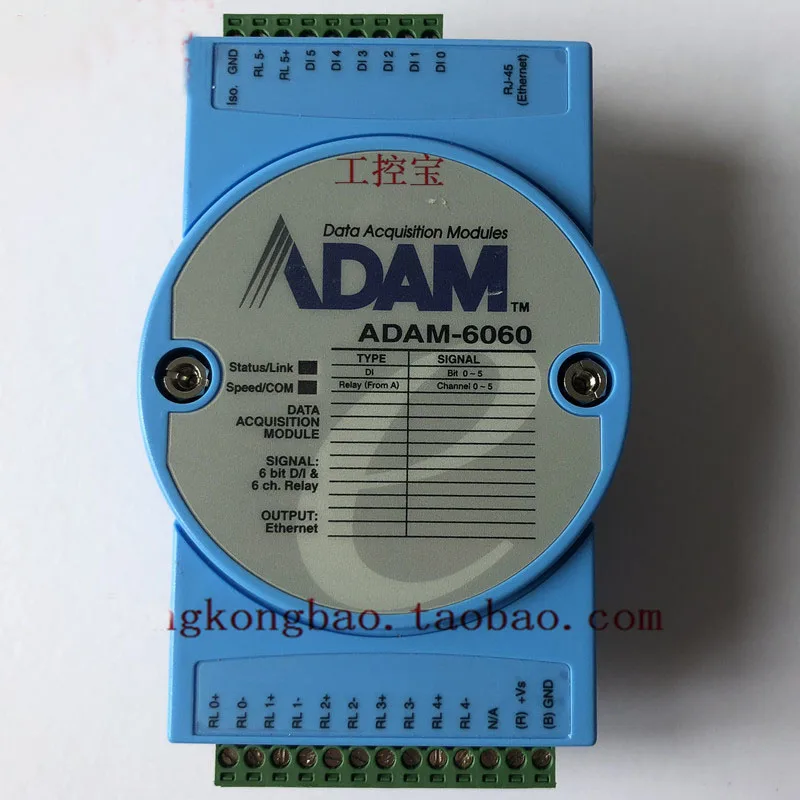 Iso. GND
RL 5-
RL 5+
DI 5
DI 4
DI 3
DI 2
DI 1
DI 0
RJ-45
(Ethernet)
工控宝
Data Acquisition Modules
ADAM™
ADAM-6060
Status/Link
Speed/COM
TYPE SIGNAL
DI Bit 0~5
Relay (From A) Channel 0~5
DATA
ACQUISITION
MODULE
SIGNAL:
6 bit D/I &
6 ch. Relay
OUTPUT:
Ethernet
ngkongbao.taobao.com
RL 0+
RL 0-
RL 1+
RL 1-
RL 2+
RL 2-
RL 3+
RL 3-
RL 4+
RL 4-
N/A
(R) +Vs
(B) GND